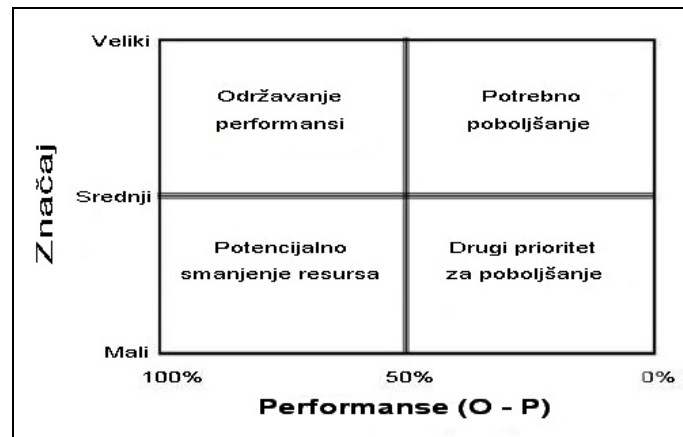 Veliki
Održavanje
performansi
Potrebno
poboljšanje
Značaj
Srednji
Potencijalno
smanjenje resursa
Drugi prioritet
za poboljšanje
Mali
100%
50%
0%
Performanse (O - P)